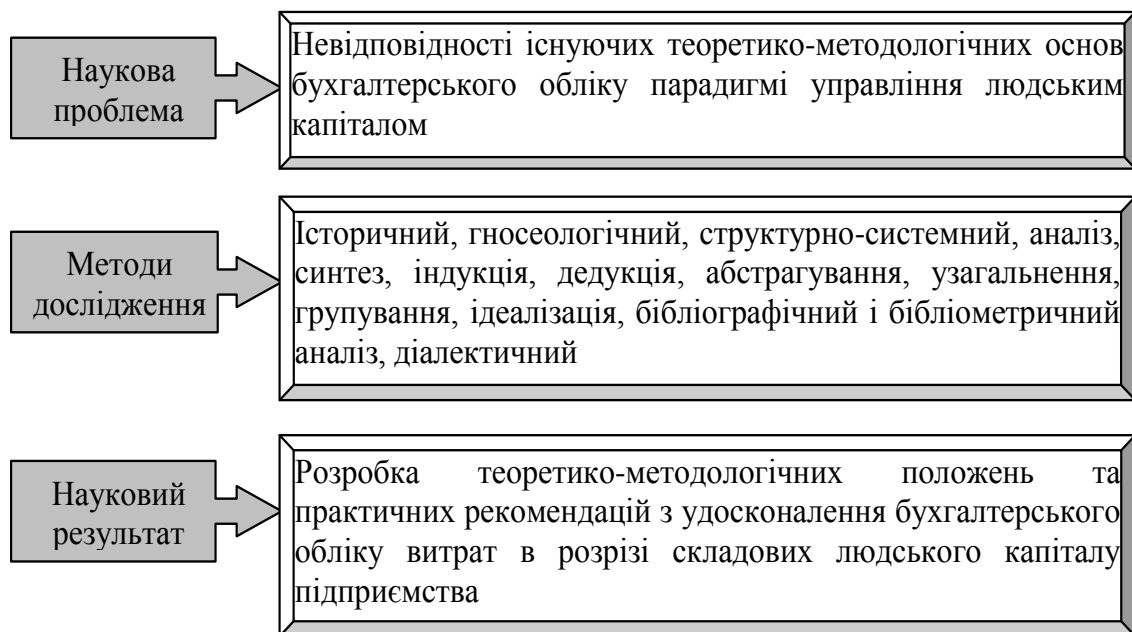 Наукова
проблема
Невідповідності існуючих теоретико-методологічних основ
бухгалтерського обліку парадигмі управління людським
капіталом
Методи
дослідження
Історичний, гносеологічний, структурно-системний, аналіз,
синтез, індукція, дедукція, абстрагування, узагальнення,
групування, ідеалізація, бібліографічний і бібліометричний
аналіз, діалектичний
Науковий
результат
Розробка теоретико-методологічних положень та
практичних рекомендацій з удосконалення бухгалтерського
обліку витрат в розрізі складових людського капіталу
підприємства